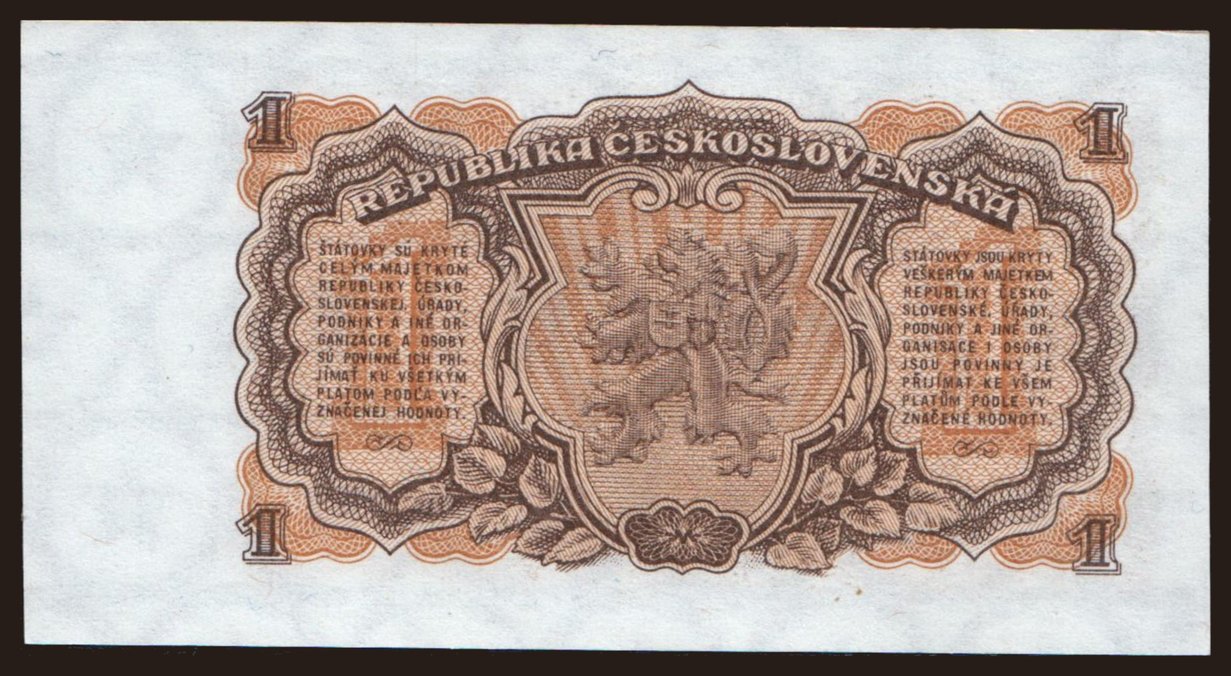 1 1
REPUBLIKA ČESKOSLOVENSKÁ
ŠTÁTOVKY SÚ KRYTÉ
CELÝM MAJETKOM
REPUBLIKY ČESKO-
SLOVENSKEJ, ÚRADY,
PODNIKY A INÉ OR-
GANIZÁCIE A OSOBY
SÚ POVINNÉ ICH PRI-
JÍMAŤ KU VŠETKÝM
PLATOM PODĽA VY-
ZNAČENEJ HODNOTY.
1
STÁTOVKY JSOU KRYTY
VEŠKERÝM MAJETKEM
REPUBLIKY ČESKO-
SLOVENSKÉ, ÚŘADY,
PODNIKY A JINÉ OR-
GANISACE I OSOBY
JSOU POVINNY JE
PŘIJÍMAT KE VŠEM
PLATŮM PODLE VY-
ZNAČENÉ HODNOTY.
1
1 1